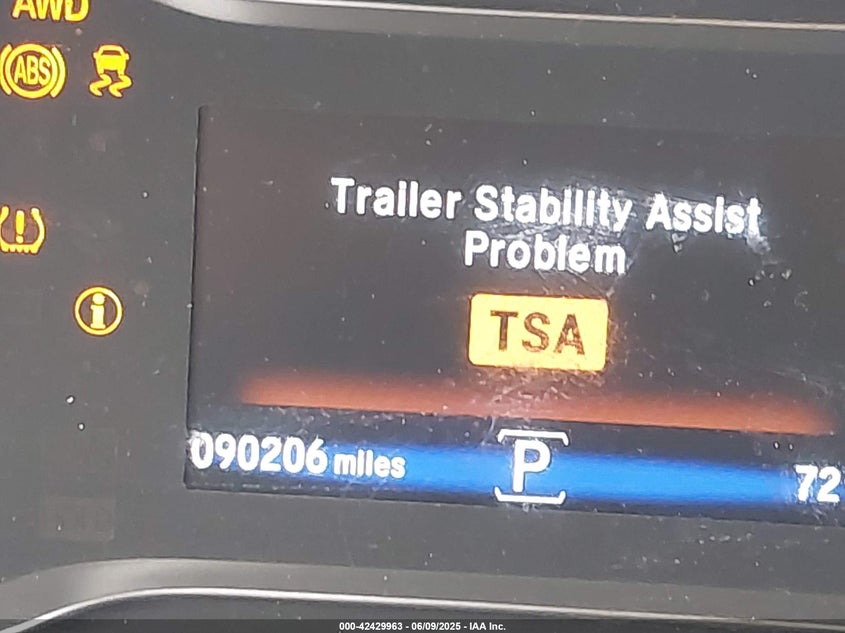 AWD
ABS
Trailer Stability Assist
Problem
TSA
090206 miles
P
72
000-42429963 - 06/09/2025 - IAA Inc.